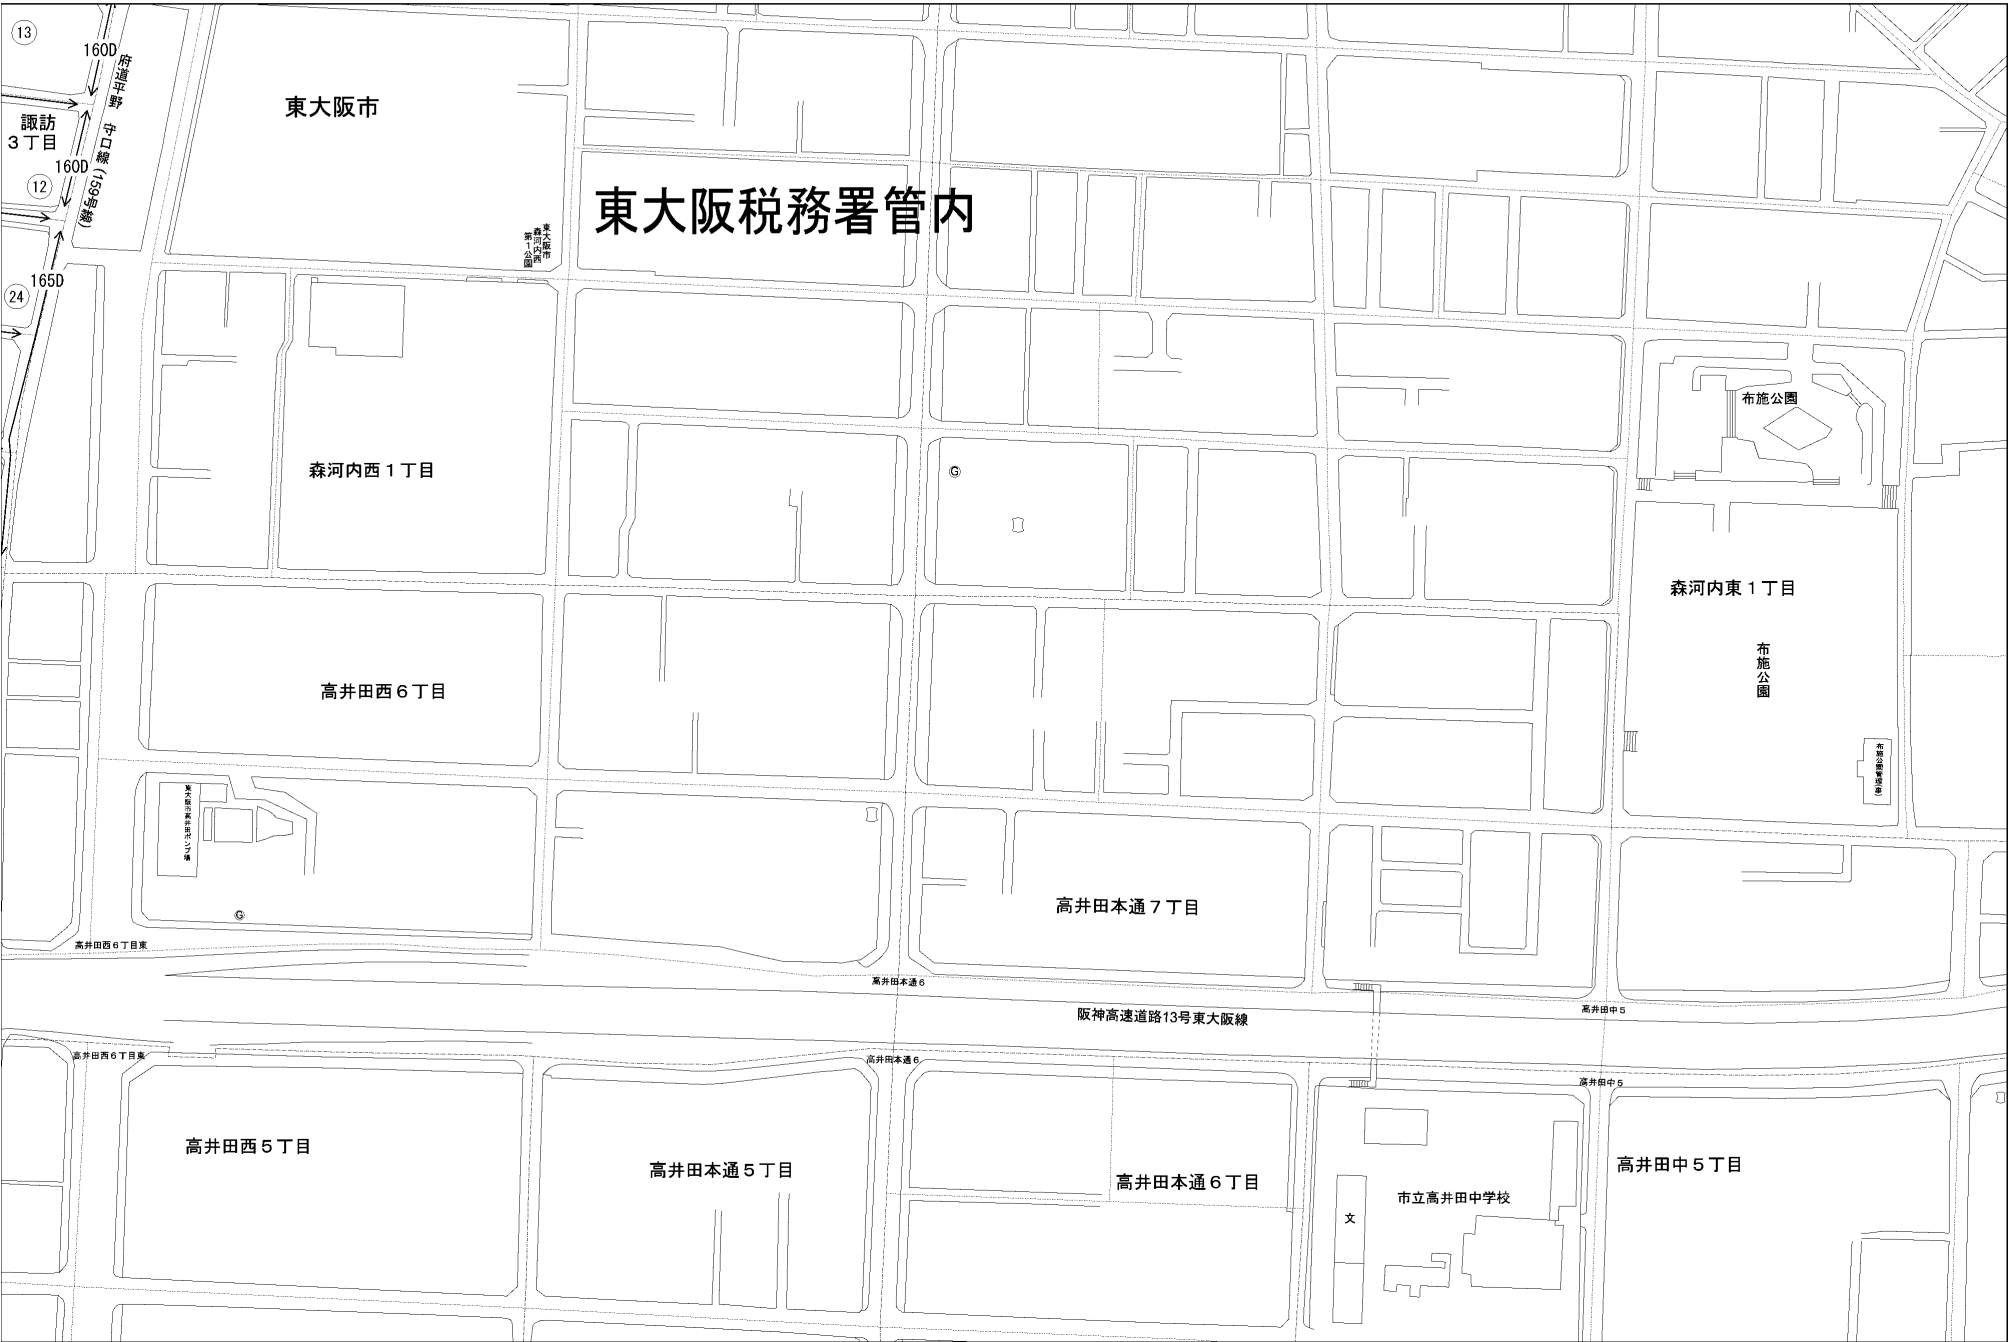 13
160D
府道平野 守口線(159号線)
諏訪
3丁目
160D
12
165D
24
東大阪市
東大阪税務署管内
東大阪市
森河内西
第1公園
布施公園
森河内西1丁目
G
森河内東1丁目
布施公園
高井田西6丁目
布施公園管理(事)
東大阪市高井田ポンプ場
G
高井田本通7丁目
高井田西6丁目東
高井田本通6
高井田中5
阪神高速道路13号東大阪線
高井田西6丁目東
高井田本通6
高井田中5
高井田西5丁目
高井田本通5丁目
高井田本通6丁目
高井田中5丁目
市立高井田中学校
文